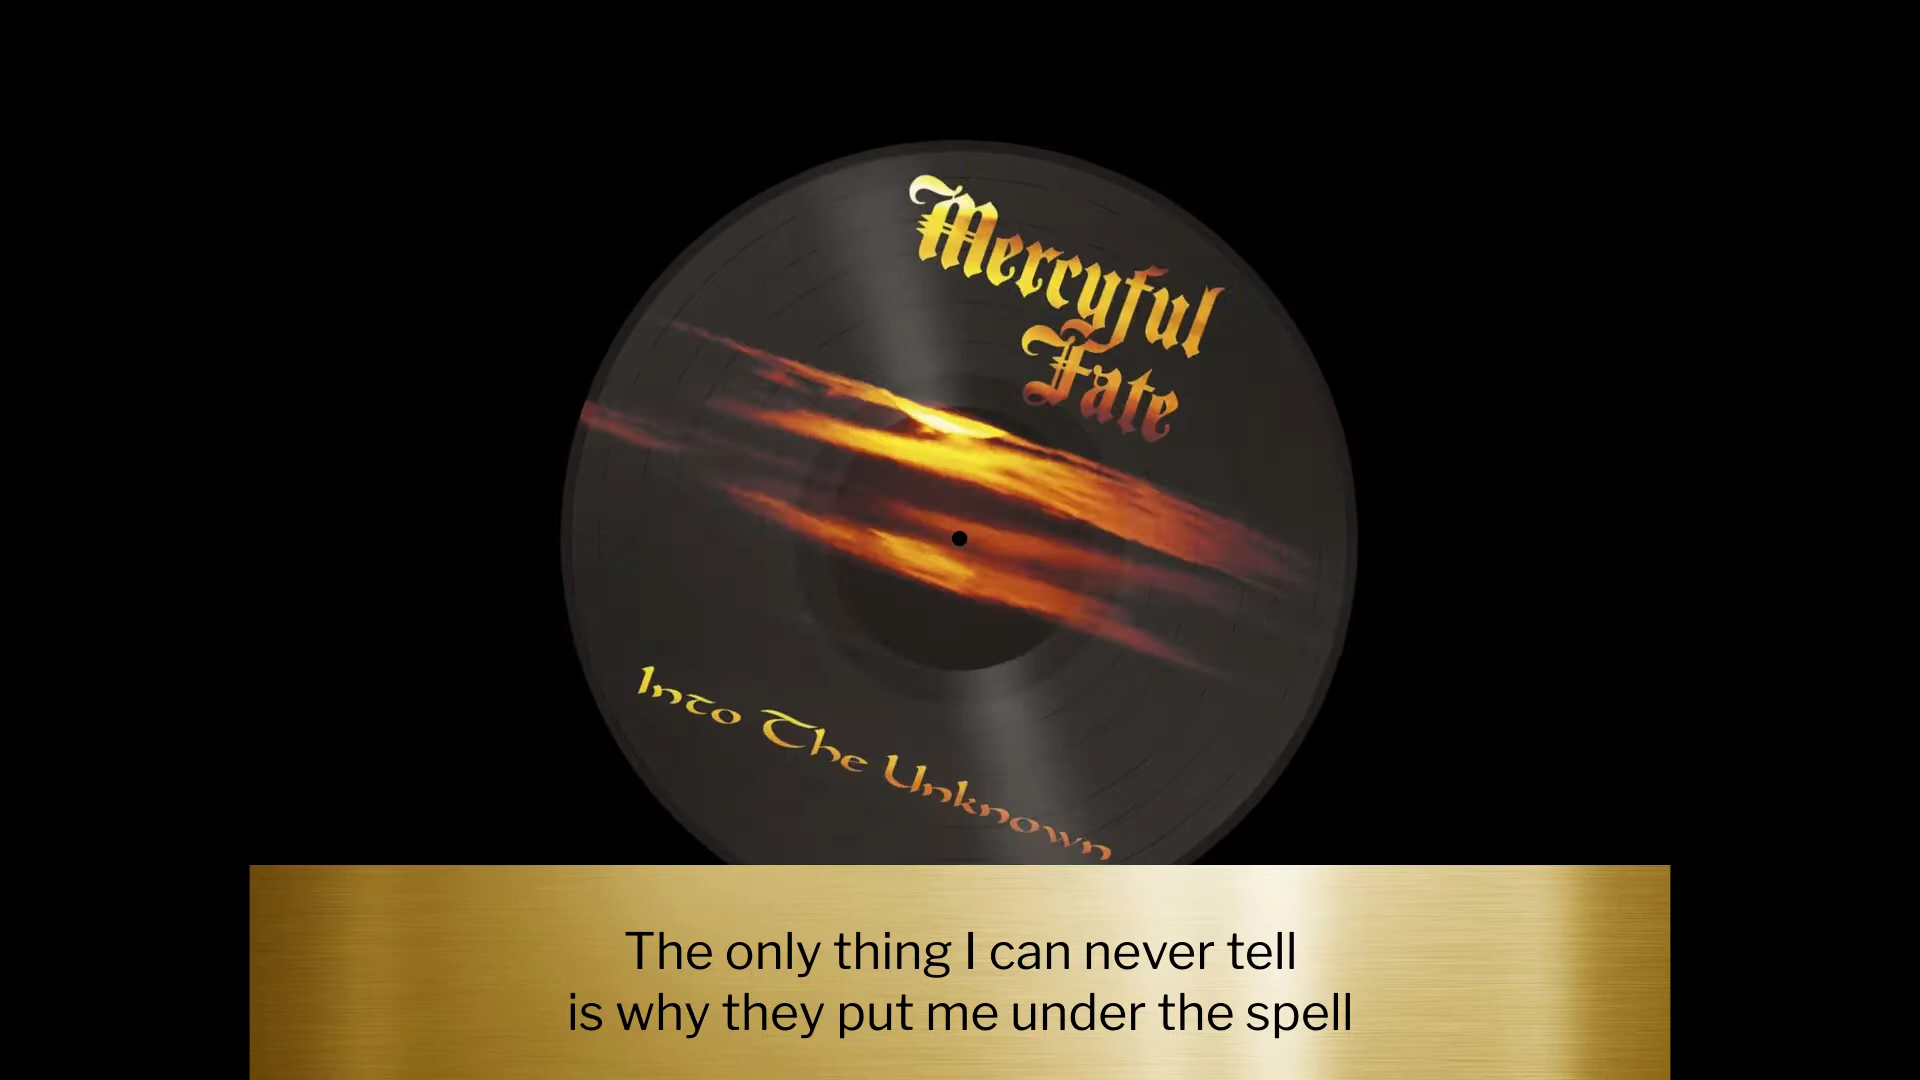 Mercyful
Fate
Into The Unknown
The only thing I can never tell
is why they put me under the spell